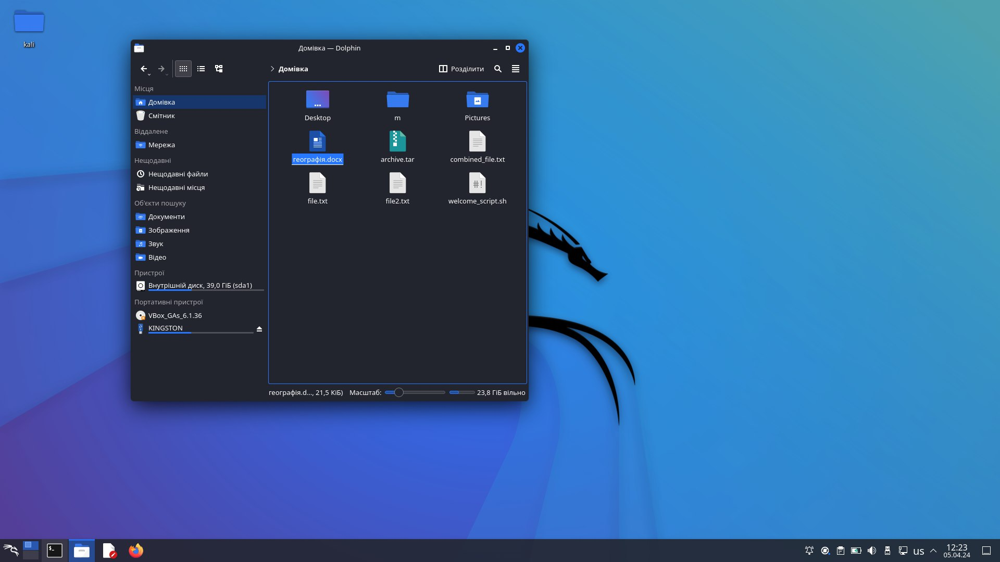 kali
Домівка — Dolphin
Домівка
Розділити
Місця
Домівка
Смітник
Віддалене
Мережа
Нещодавні
Нещодавні файли
Нещодавні місця
Об'єкти пошуку
Документи
Зображення
Звук
Відео
Пристрої
Внутрішній диск, 39,0 ГіБ (sda1)
Портативні пристрої
VBox_GAs_6.1.36
KINGSTON
Desktop
m
Pictures
географія.docx
archive.tar
combined_file.txt
file.txt
file2.txt
#!
welcome_script.sh
географія.d..., 21,5 КіБ)
Масштаб:
23,8 ГіБ вільно
$_
us
12:23
05.04.24